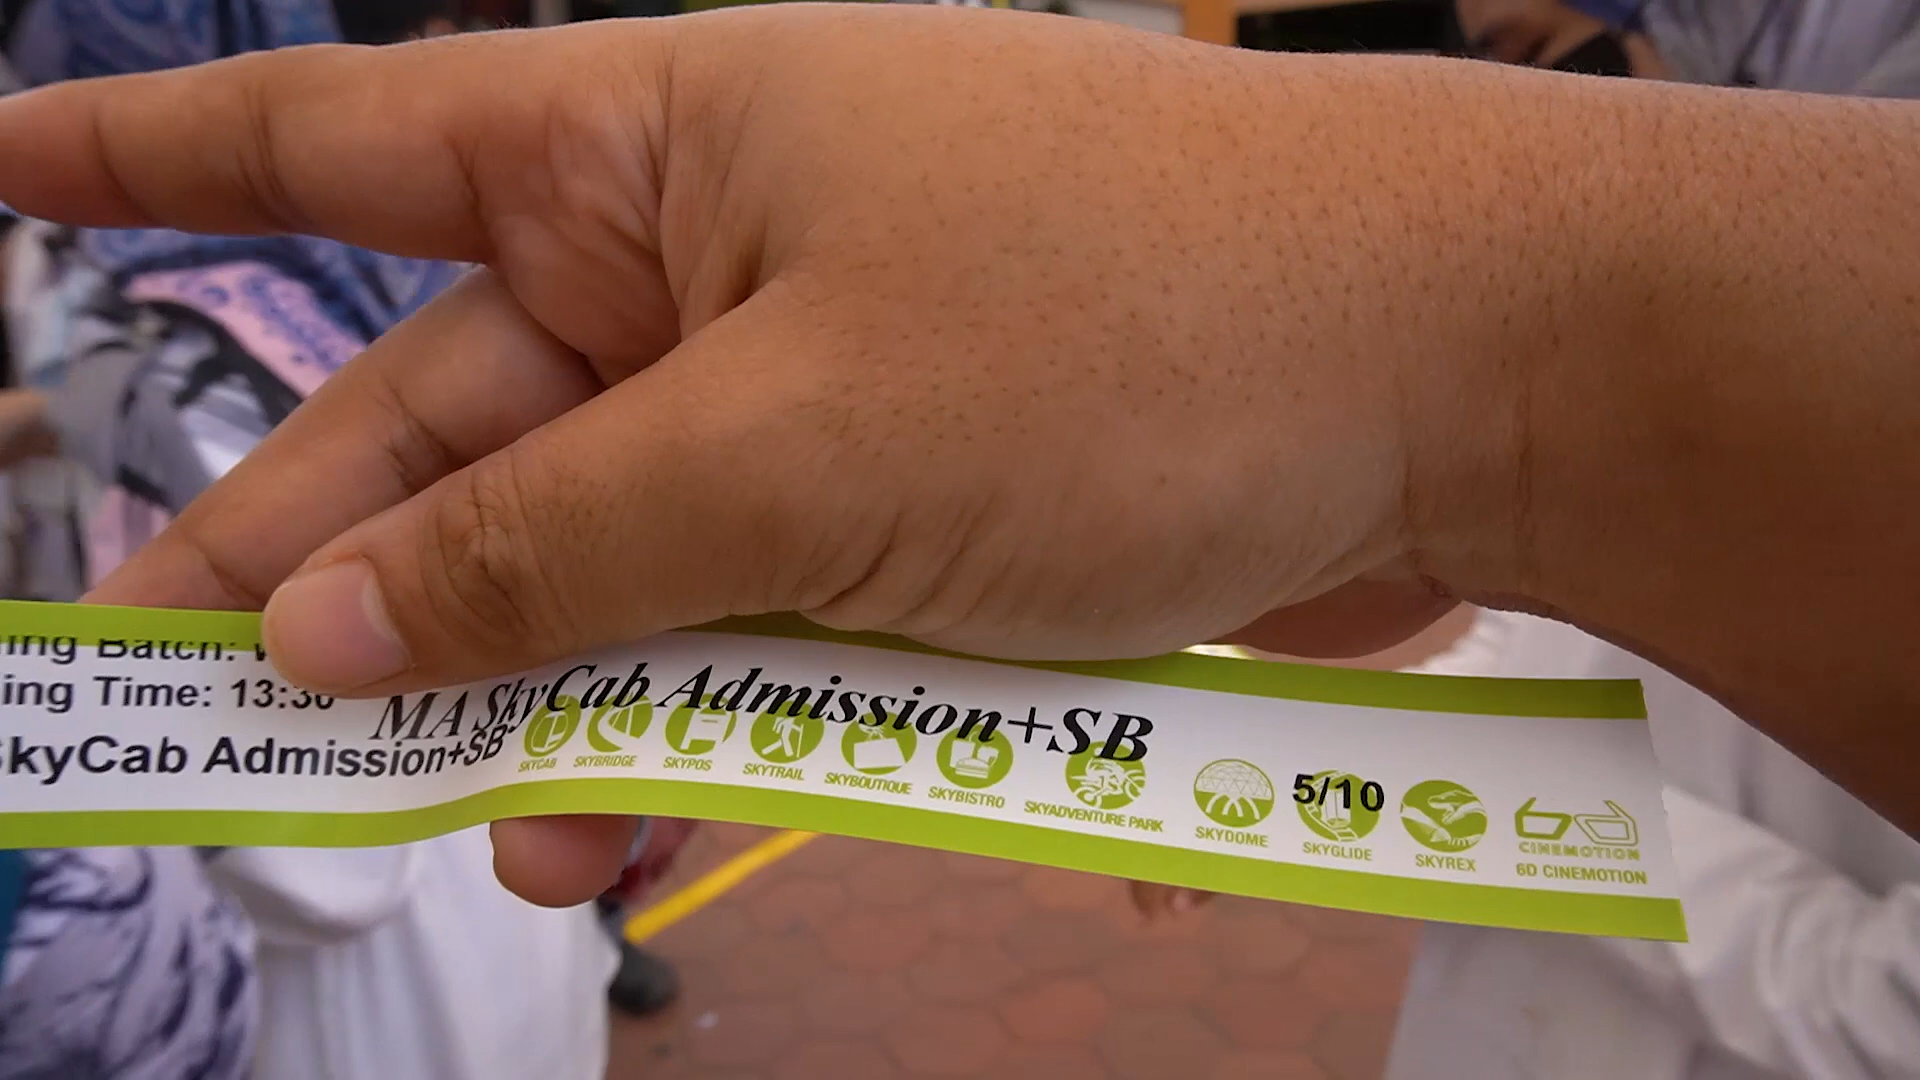 ing Batch:
ing Time: 13:30
MA SkyCab Admission+SB
SkyCab Admission+SB
5/10
SKYCAB
SKYBRIDGE
SKYPOS
SKYTRAIL
SKYBOUTIQUE
SKYBISTRO
SKYADVENTURE PARK
SKYDOME
SKYGLIDE
SKYREX
CINEMOTION
6D CINEMOTION